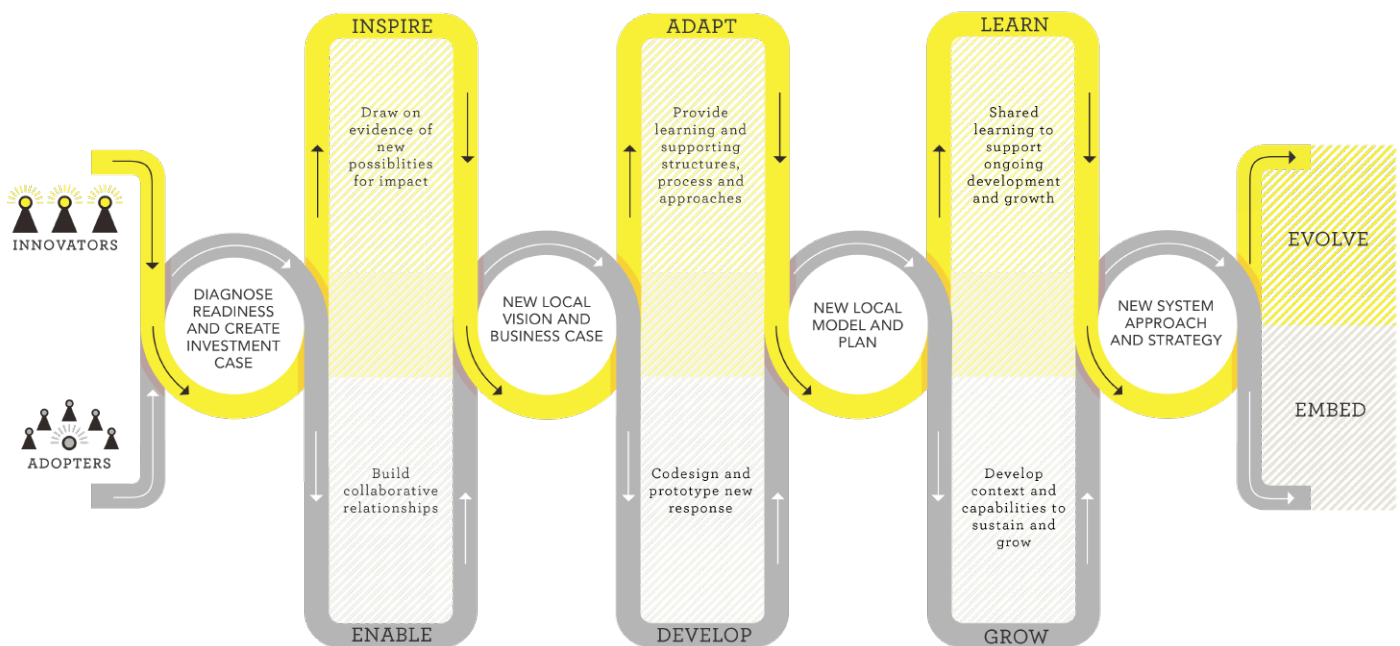 INSPIRE
ADAPT
LEARN
Draw on
evidence of
new
possiblities
for impact
Provide
learning and
supporting
structures,
process and
approaches
Shared
learning to
support
ongoing
development
and growth
INNOVATORS
ADOPTERS
DIAGNOSE
READINESS
AND CREATE
INVESTMENT
CASE
NEW LOCAL
VISION AND
BUSINESS CASE
NEW LOCAL
MODEL AND
PLAN
NEW SYSTEM
APPROACH
AND STRATEGY
EVOLVE
EMBED
Build
collaborative
relationships
Codesign and
prototype new
response
Develop
context and
capabilities to
sustain and
grow
ENABLE
DEVELOP
GROW